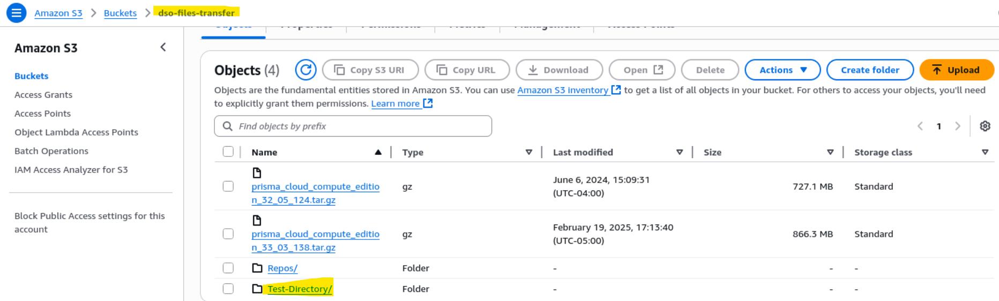 Amazon S3 > Buckets > dso-files-transfer
Objects Properties Permissions Metrics Management Access Points
Amazon S3
Buckets
Access Grants
Access Points
Object Lambda Access Points
Batch Operations
IAM Access Analyzer for S3
Block Public Access settings for this
account
Objects (4)
Copy S3 URI
Copy URL
Download
Open
Delete
Actions
Create folder
Upload
Objects are the fundamental entities stored in Amazon S3. You can use Amazon S3 inventory to get a list of all objects in your bucket. For others to access your objects, you'll need
to explicitly grant them permissions. Learn more
Find objects by prefix
1
Name Type Last modified Size Storage class
prisma_cloud_compute_editio
n_32_05_124.tar.gz
gz
June 6, 2024, 15:09:31
(UTC-04:00)
727.1 MB
Standard
prisma_cloud_compute_editio
n_33_03_138.tar.gz
gz
February 19, 2025, 17:13:40
(UTC-05:00)
866.3 MB
Standard
Repos/ Folder - - -
Test-Directory/ Folder - - -